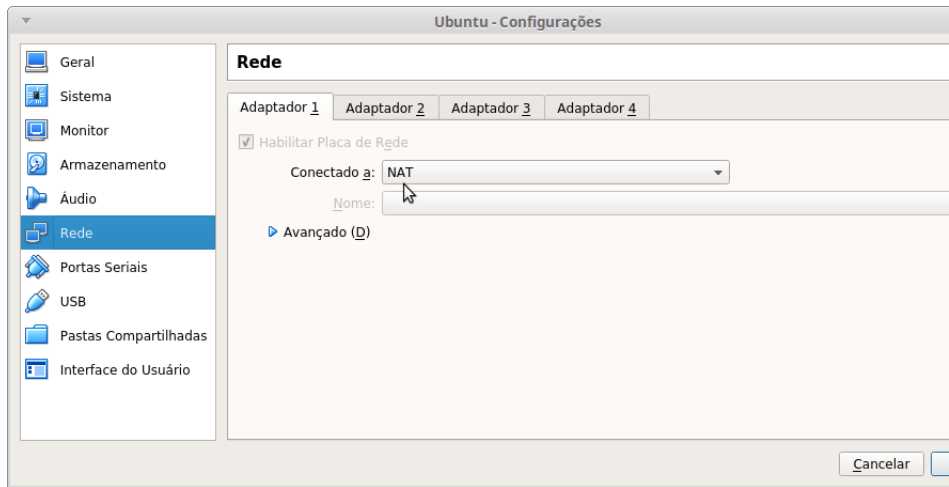 Ubuntu - Configurações
Geral
Sistema
Monitor
Armazenamento
Áudio
Rede
Portas Seriais
USB
Pastas Compartilhadas
Interface do Usuário
Rede
Adaptador 1 Adaptador 2 Adaptador 3 Adaptador 4
Habilitar Placa de Rede
Conectado a: NAT
Nome:
Avançado (D)
Cancelar